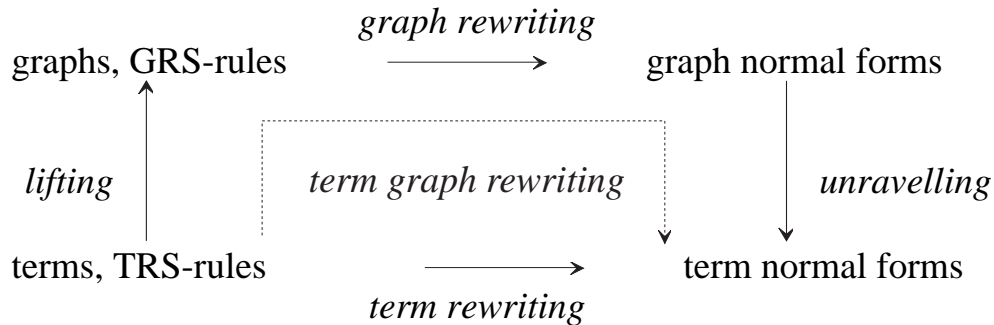 graph rewriting
graphs, GRS-rules graph normal forms
lifting term graph rewriting unravelling
terms, TRS-rules term normal forms
term rewriting